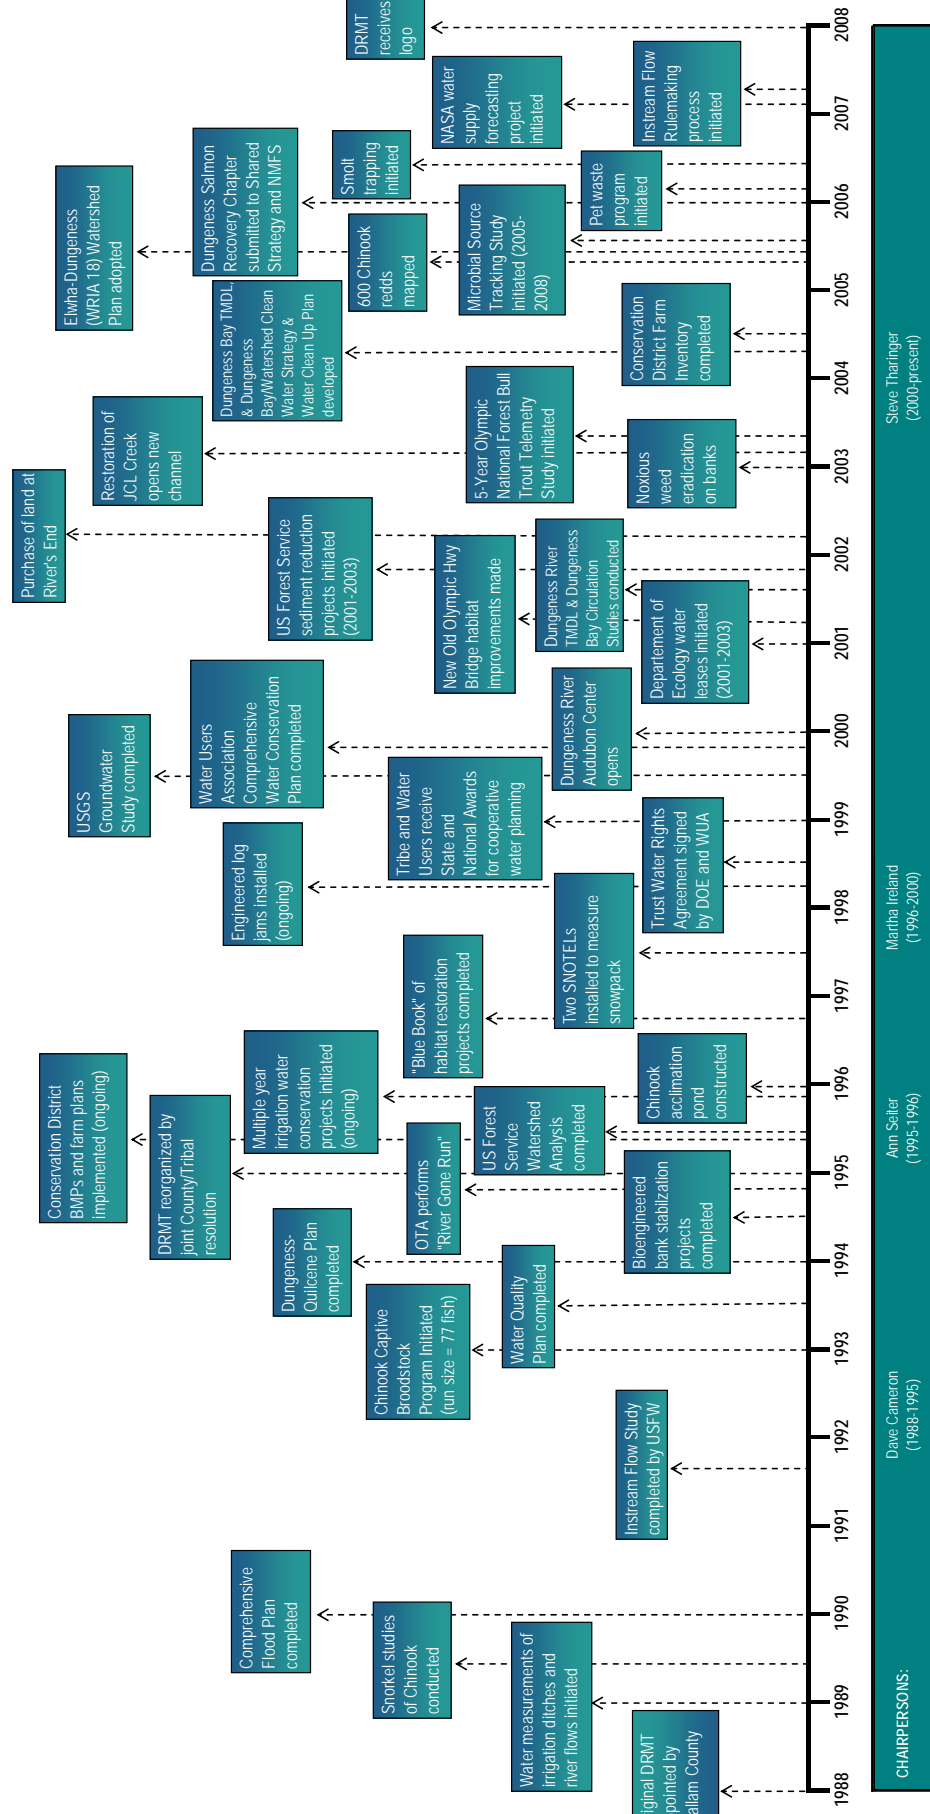 Original DRMT
appointed by
Clallam County
Water measurements of
irrigation ditches and
river flows initiated
Snorkel studies
of Chinook
conducted
Comprehensive
Flood Plan
completed
Instream Flow Study
completed by USFW
Chinook Captive
Broodstock
Program Initiated
(run size = 77 fish)
Water Quality
Plan completed
Dungeness-
Quilcene Plan
completed
Bioengineered
bank stabilzation
projects
completed
OTA performs
"River Gone Run"
DRMT reorganized by
joint County/Tribal
resolution
Conservation District
BMPs and farm plans
implemented (ongoing)
US Forest
Service
Watershed
Analysis
completed
Multiple year
irrigation water
conservation
projects initiated
(ongoing)
Chinook
acclimation
pond
constructed
"Blue Book" of
habitat restoration
projects completed
Two SNOTELs
installed to measure
snowpack
Engineered log
jams installed
(ongoing)
Trust Water Rights
Agreement signed
by DOE and WUA
Tribe and Water
Users receive
State and
National Awards
for cooperative
water planning
USGS
Groundwater
Study completed
Water Users
Association
Comprehensive
Water Conservation
Plan completed
Dungeness River
Audubon Center
opens
Departement of
Ecology water
leases initiated
(2001-2003)
New Old Olympic Hwy
Bridge habitat
improvements made
Dungeness River
TMDL & Dungeness
Bay Circulation
Studies conducted
US Forest Service
sediment reduction
projects initiated
(2001-2003)
Purchase of land at
River's End
Noxious
weed
eradication
on banks
Restoration of
JCL Creek
opens new
channel
5-Year Olympic
National Forest Bull
Trout Telemetry
Study initiated
Dungeness Bay TMDL,
& Dungeness
Bay/Watershed Clean
Water Strategy &
Water Clean Up Plan
developed
Conservation
District Farm
Inventory
completed
600 Chinook
redds
mapped
Elwha-Dungeness
(WRIA 18) Watershed
Plan adopted
Microbial Source
Tracking Study
initiated (2005-
2008)
Dungeness Salmon
Recovery Chapter
submitted to Shared
Strategy and NMFS
Pet waste
program
initiated
Smolt
trapping
initiated
NASA water
supply
forecasting
project
initiated
Instream Flow
Rulemaking
process
initiated
DRMT
receives
logo
1988
1989
1990
1991
1992
1993
1994
1995
1996
1997
1998
1999
2000
2001
2002
2003
2004
2005
2006
2007
2008
CHAIRPERSONS:
Dave Cameron
(1988-1995)
Ann Seiter
(1995-1996)
Martha Ireland
(1996-2000)
Steve Tharinger
(2000-present)